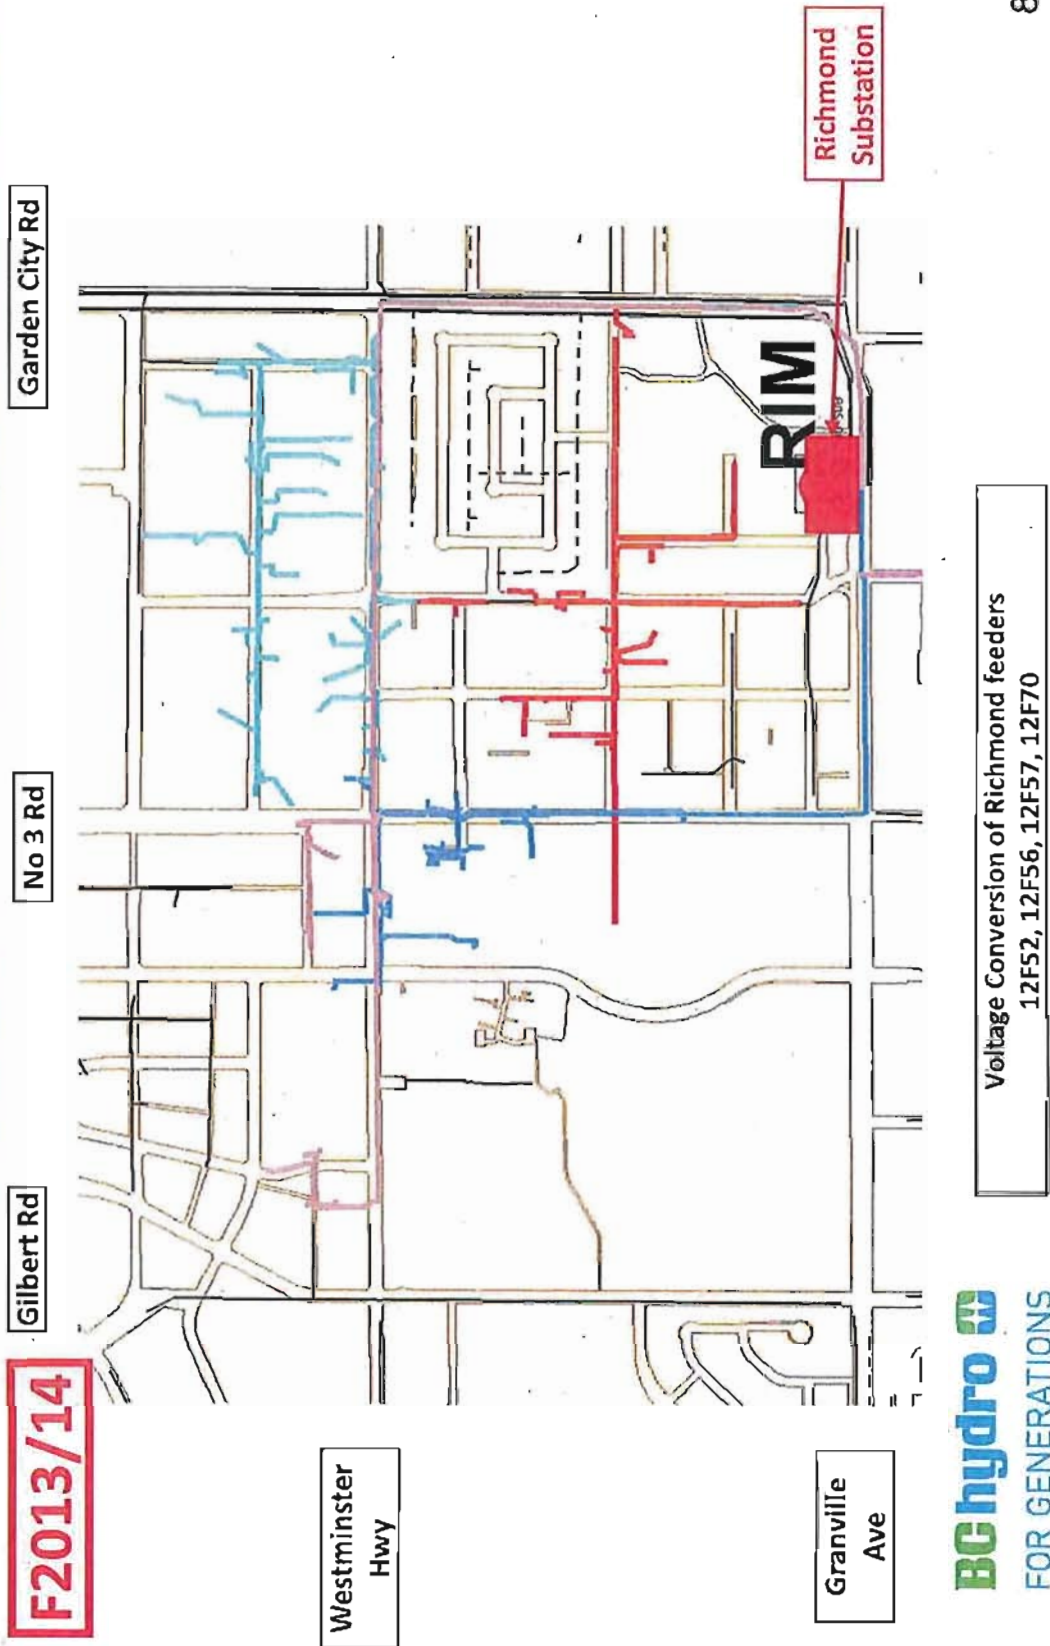 F2013/14
Gilbert Rd
No 3 Rd
Garden City Rd
Westminster
Hwy
Granville
Ave
RIM
SUB
Richmond
Substation
BChydro
FOR GENERATIONS
Voltage Conversion of Richmond feeders
12F52, 12F56, 12F57, 12F70
8